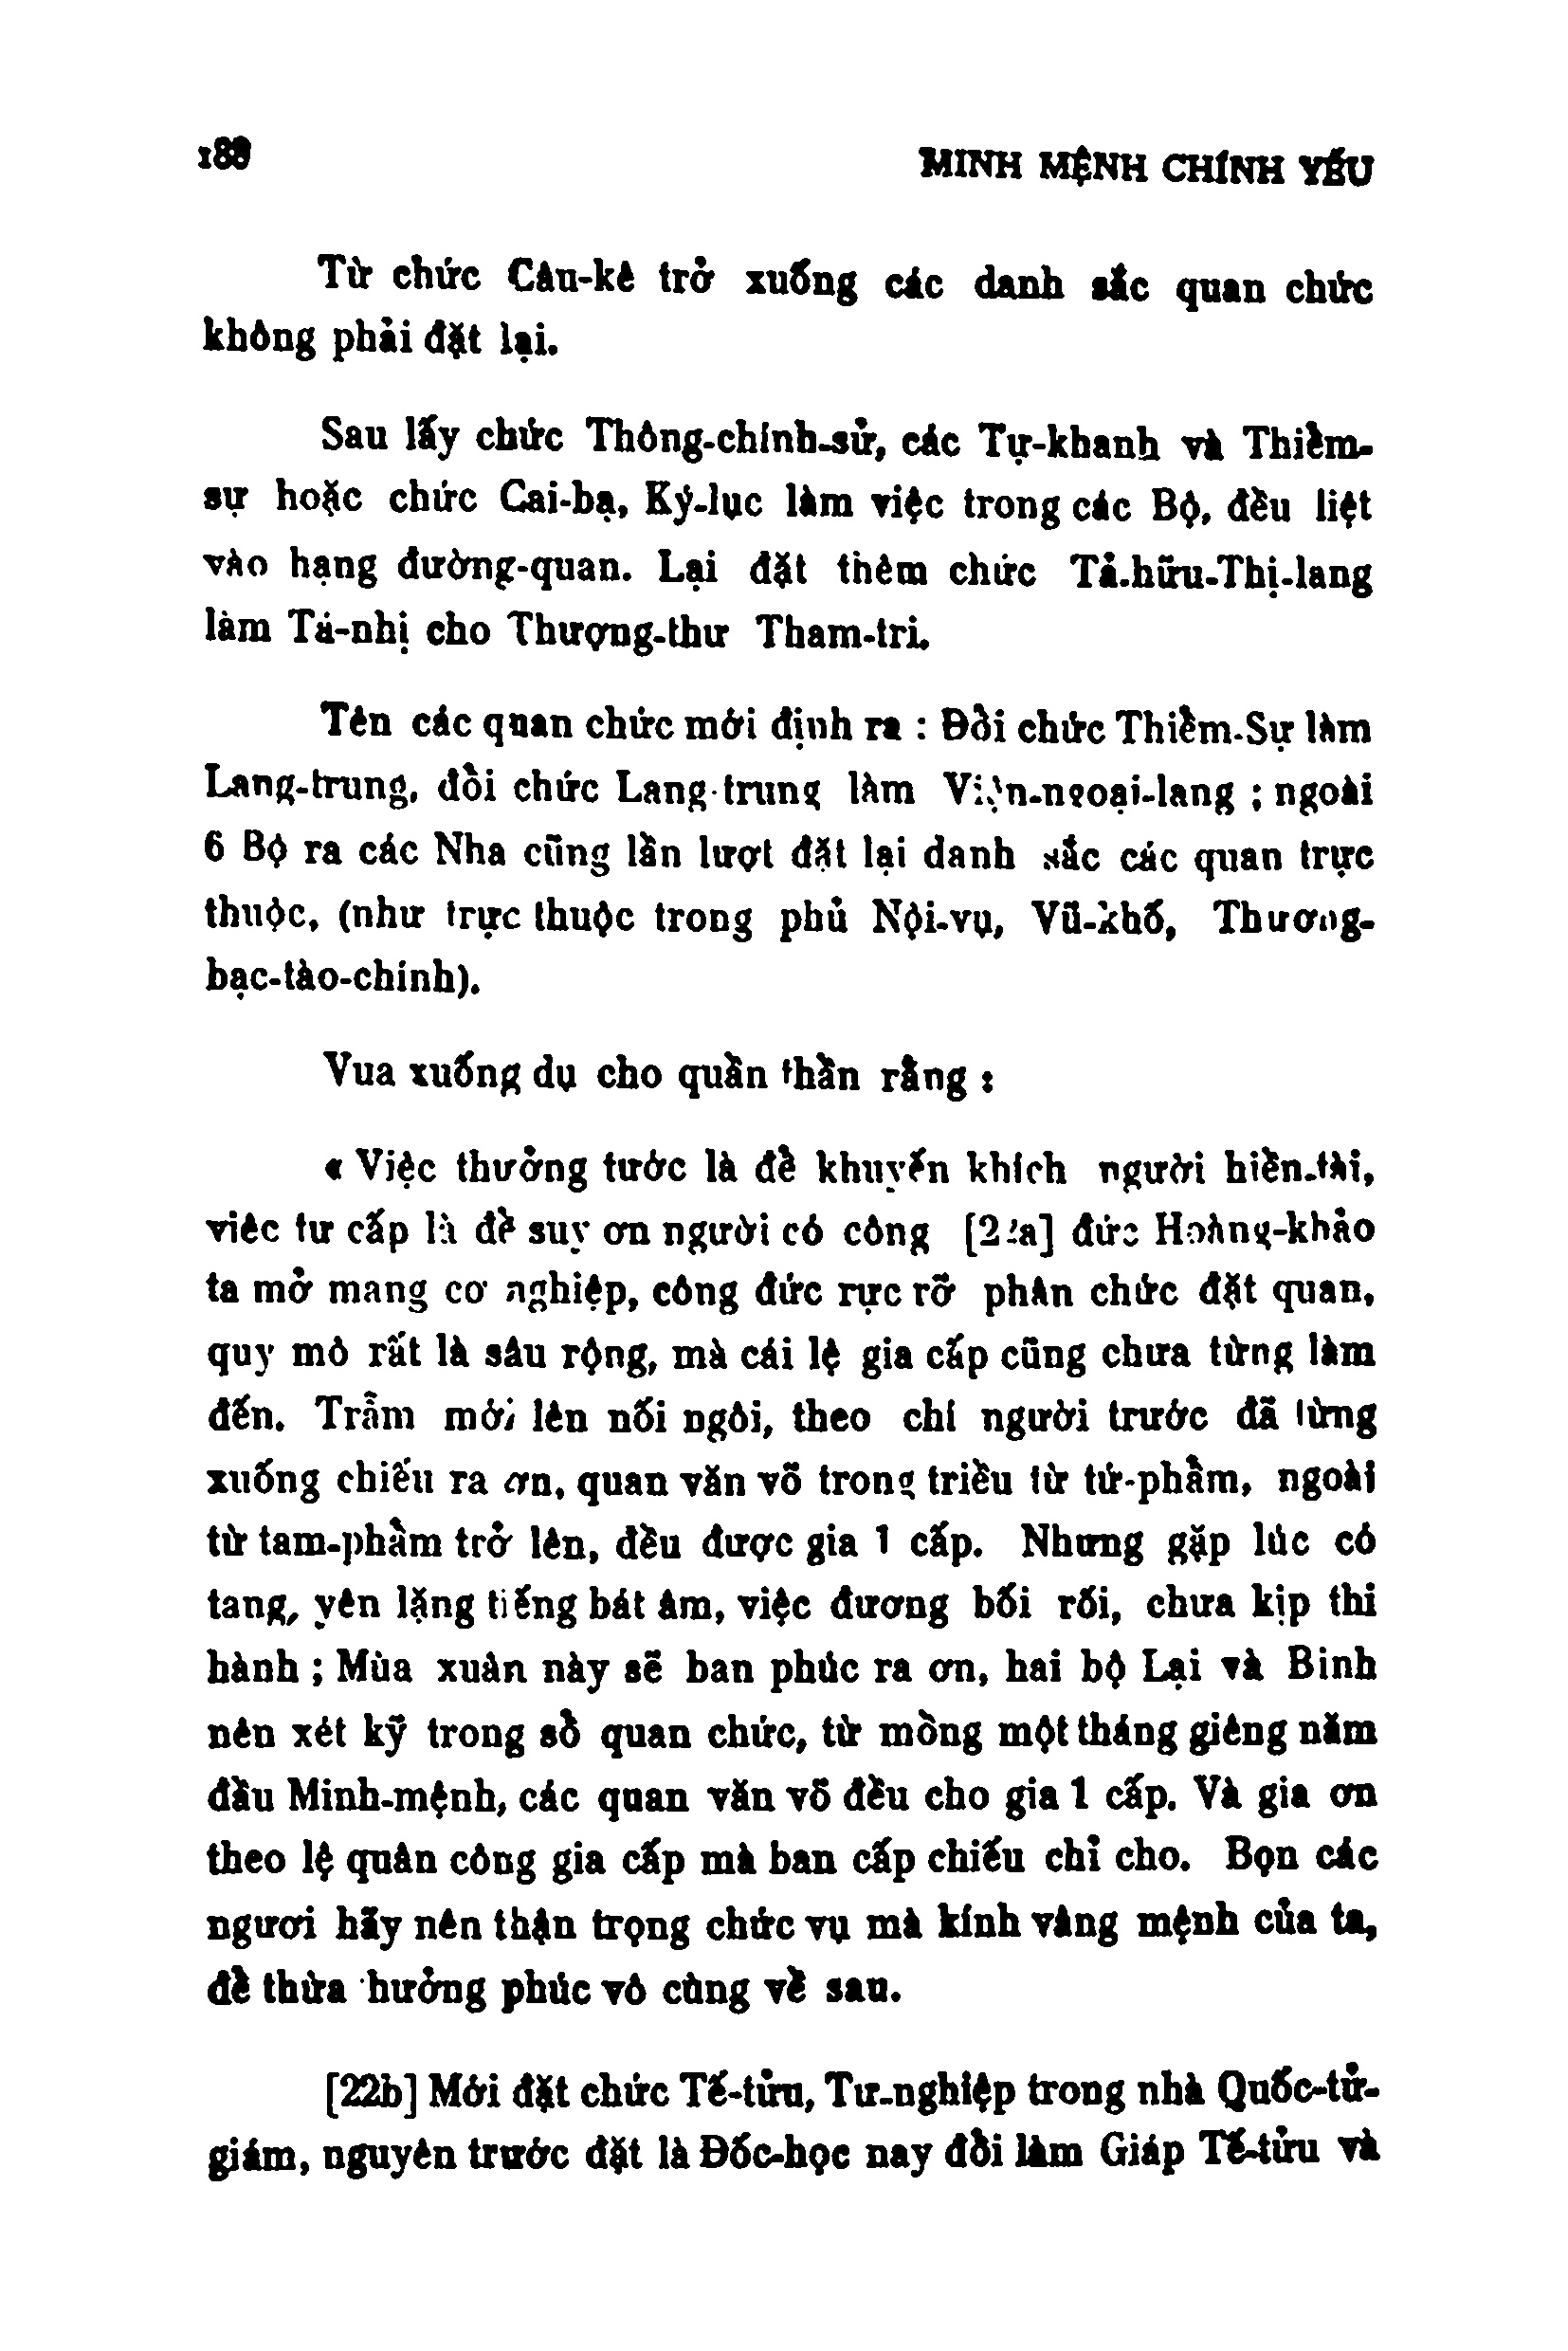 188
MINH MỆNH CHÍNH YẾU
Từ chức Câu-kê trở xuống các danh sắc quan chức
không phải đặt lại.
Sau lấy chức Thông-chính-sử, các Tự-khanh và Thiêm-
sự hoặc chức Cai-bạ, Ký-lục làm việc trong các Bộ, đều liệt
vào hạng đường-quan. Lại đặt thêm chức Tả-hữu-Thị-lang
làm Tá-nhị cho Thượng-thư Tham-tri.
Tên các quan chức mới định ra : Đổi chức Thiêm-Sự làm
Lang-trung, đổi chức Lang-trung làm Viện-ngoại-lang ; ngoài
6 Bộ ra các Nha cũng lần lượt đặt lại danh sắc các quan trực
thuộc, (như trực thuộc trong phủ Nội-vụ, Vũ-khố, Thương-
bạc-tào-chính).
Vua xuống dụ cho quần thần rằng :
« Việc thưởng tước là để khuyến khích người hiền-tài,
việc tư cấp là để suy ơn người có công [22a] đức Hoàng-khảo
ta mở mang cơ nghiệp, công đức rực rỡ phân chức đặt quan,
quy mô rất là sâu rộng, mà cái lệ gia cấp cũng chưa từng làm
đến. Trẫm mới lên nối ngôi, theo chí người trước đã từng
xuống chiếu ra ơn, quan văn võ trong triều từ tứ-phẩm, ngoài
từ tam-phẩm trở lên, đều được gia 1 cấp. Nhưng gặp lúc có
tang, yên lặng tiếng bát âm, việc đương bối rối, chưa kịp thi
hành ; Mùa xuân này sẽ ban phúc ra ơn, hai bộ Lại và Binh
nên xét kỹ trong sổ quan chức, từ mồng một tháng giêng năm
đầu Minh-mệnh, các quan văn võ đều cho gia 1 cấp. Và gia ơn
theo lệ quân công gia cấp mà ban cấp chiếu chỉ cho. Bọn các
ngươi hãy nên thận trọng chức vụ mà kính vâng mệnh của ta,
để thừa hưởng phúc vô cùng về sau.
[22b] Mới đặt chức Tế-tửu, Tư-nghiệp trong nhà Quốc-tử-
giám, nguyên trước đặt là Đốc-học nay đổi làm Giáp Tế-tửu và